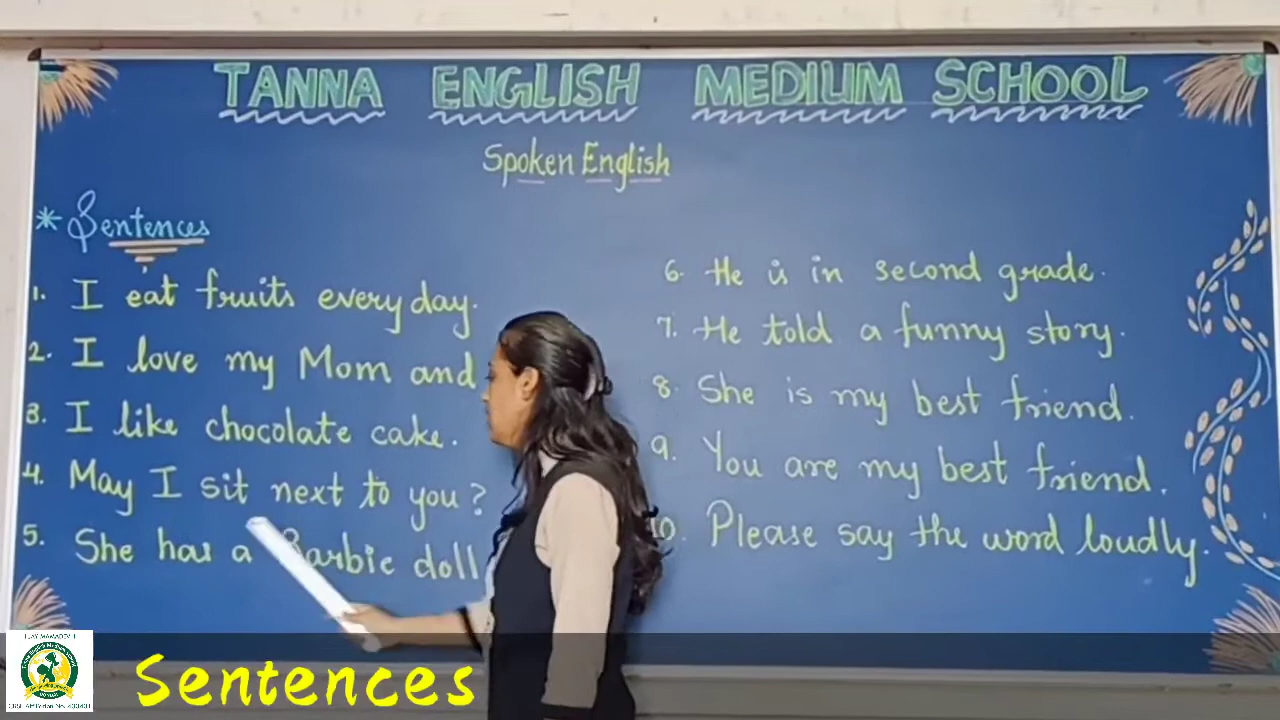 TANNA ENGLISH MEDIUM SCHOOL
Spoken English
* Sentences
1. I eat fruits every day.
2. I love my Mom and
3. I like chocolate cake.
4. May I sit next to you?
5. She has a Barbie doll
6. He is in second grade.
7. He told a funny story.
8. She is my best friend.
9. You are my best friend.
10. Please say the word loudly.
Sentences